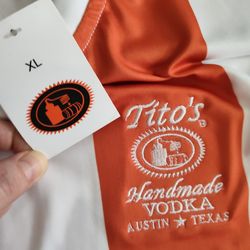 XL
Tito's®
Handmade
VODKA
AUSTIN ★ TEXAS